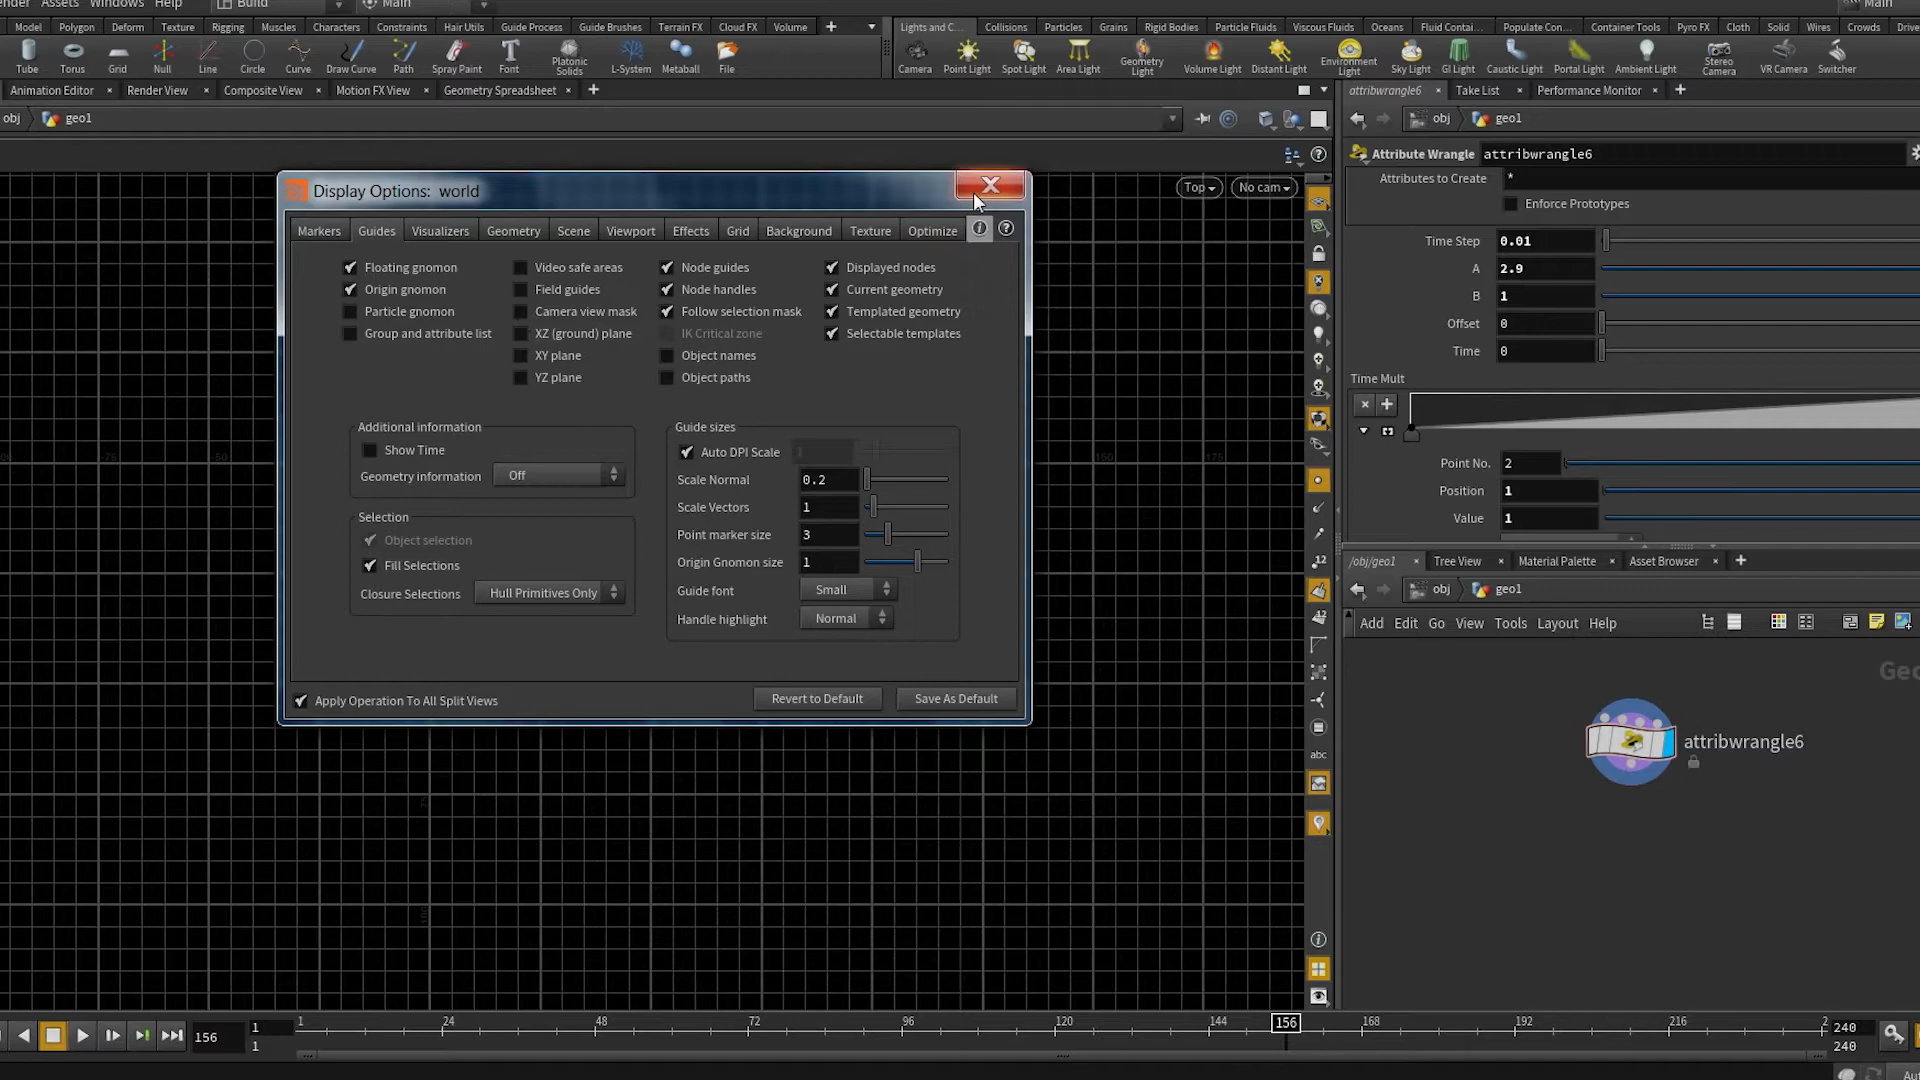 ender Assets Windows Help Build Main Main
Model Polygon Deform Texture Rigging Muscles Characters Constraints Hair Utils Guide Process Guide Brushes Terrain FX Cloud FX Volume
Lights and C... Collisions Particles Grains Rigid Bodies Particle Fluids Viscous Fluids Oceans Fluid Contai... Populate Con... Container Tools Pyro FX Cloth Solid Wires Crowds Drive
Tube Torus Grid Null Line Circle Curve Draw Curve Path Spray Paint Font Platonic Solids L-System Metaball File
Camera Point Light Spot Light Area Light Geometry Light Volume Light Distant Light Environment Light Sky Light GI Light Caustic Light Portal Light Ambient Light Stereo Camera VR Camera Switcher
Animation Editor Render View Composite View Motion FX View Geometry Spreadsheet
attribwrangle6 Take List Performance Monitor
obj geo1
obj geo1
Attribute Wrangle attribwrangle6
Attributes to Create *
Enforce Prototypes
Time Step 0.01
A 2.9
B 1
Offset 0
Time 0
Time Mult
Point No. 2
Position 1
Value 1
Top No cam
Display Options: world
Markers Guides Visualizers Geometry Scene Viewport Effects Grid Background Texture Optimize
Floating gnomon Video safe areas Node guides Displayed nodes
Origin gnomon Field guides Node handles Current geometry
Particle gnomon Camera view mask Follow selection mask Templated geometry
Group and attribute list XZ (ground) plane IK Critical zone Selectable templates
XY plane Object names
YZ plane Object paths
Additional information
Show Time
Geometry information Off
Selection
Object selection
Fill Selections
Closure Selections Hull Primitives Only
Guide sizes
Auto DPI Scale 1
Scale Normal 0.2
Scale Vectors 1
Point marker size 3
Origin Gnomon size 1
Guide font Small
Handle highlight Normal
Apply Operation To All Split Views Revert to Default Save As Default
-75 -50 150 175
12
12
abc
/obj/geo1 Tree View Material Palette Asset Browser
obj geo1
Add Edit Go View Tools Layout Help
Geo
attribwrangle6
156 1 1
1 24 48 72 96 120 144 156 168 192 216 2
240
240
Au